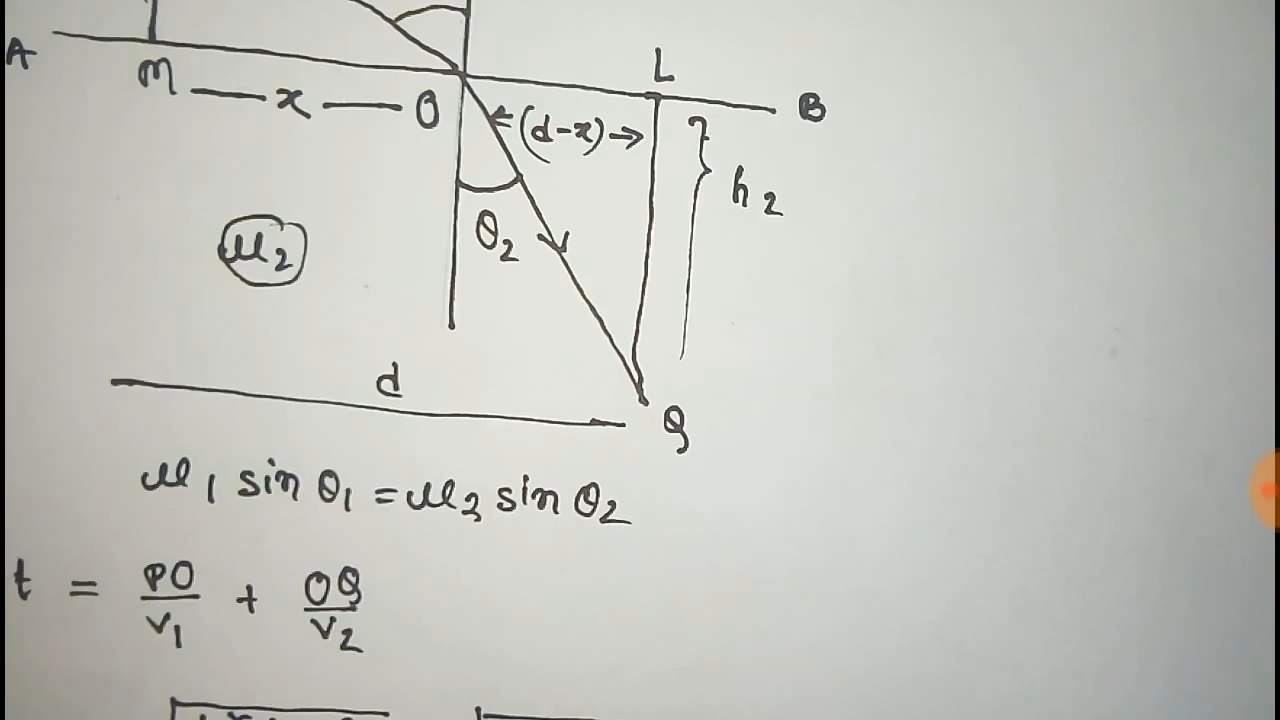 A
M — x — O
L
B
←(d-x)→
h2
θ2
μ2
d
Q
μ1 sin θ1 = μ2 sin θ2
t = PO/v1 + OQ/v2